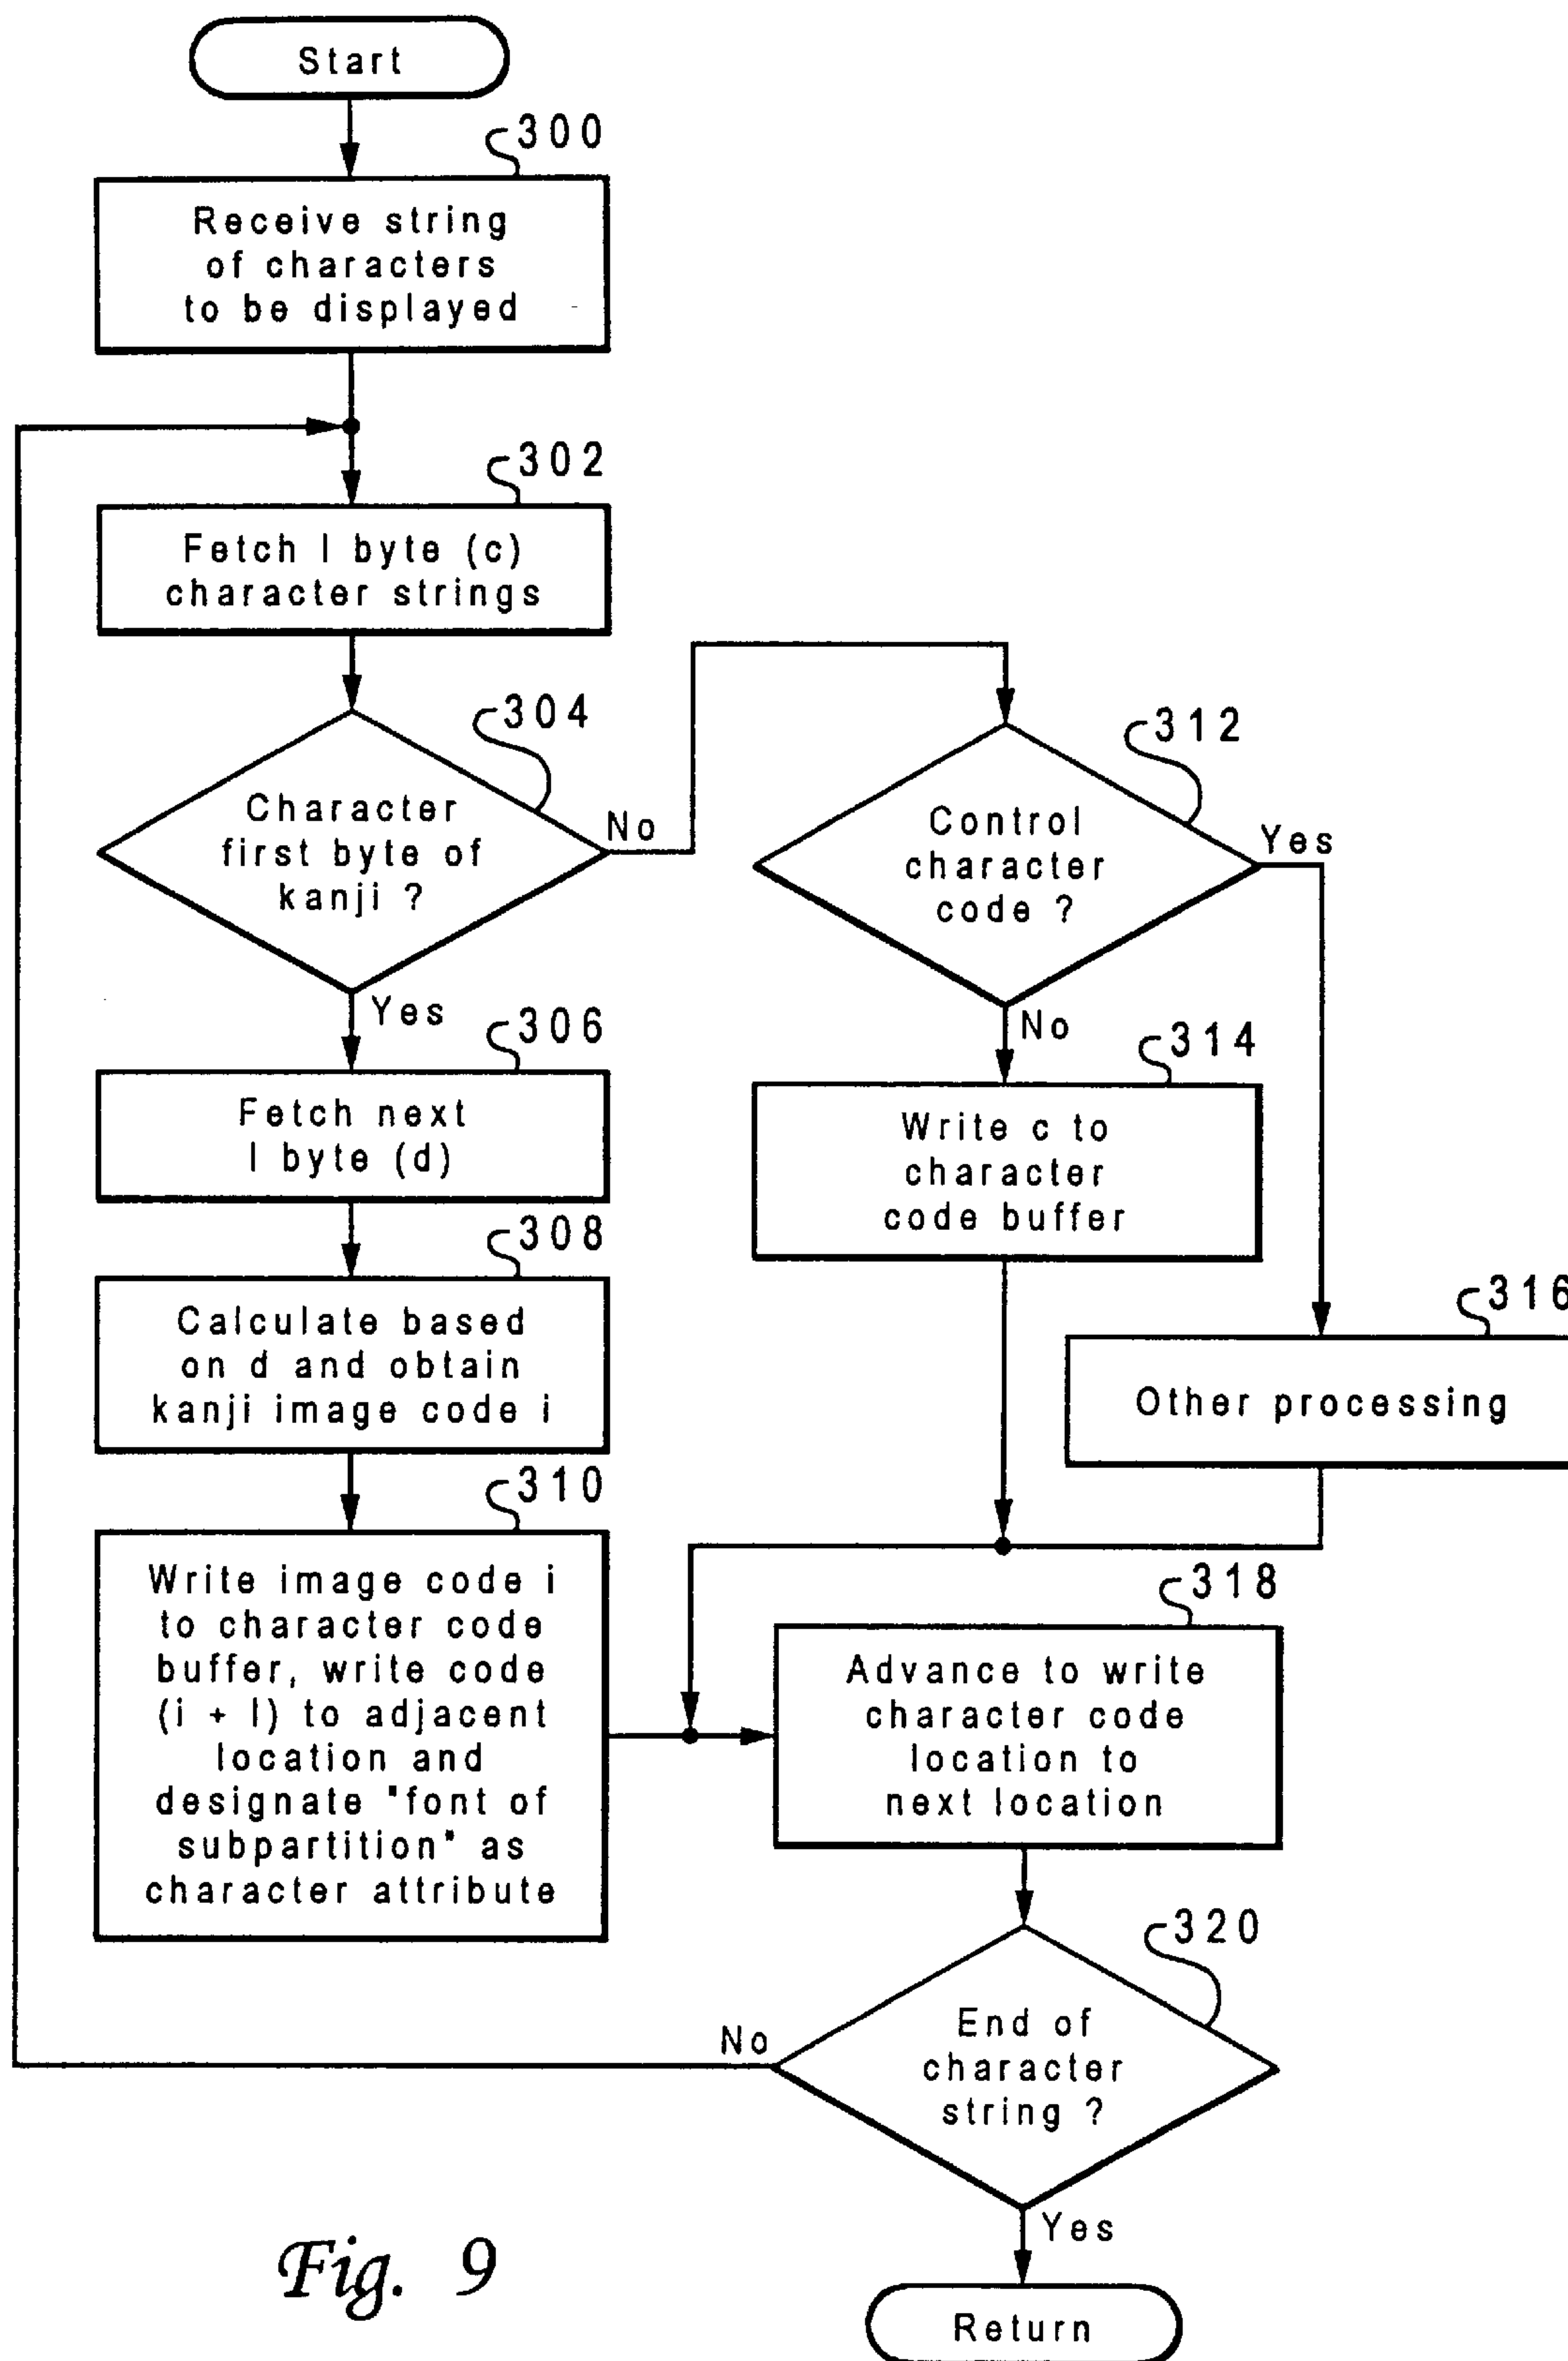 Start
300
Receive string
of characters
to be displayed
302
Fetch 1 byte (c)
character strings
304
Character
first byte of
kanji ?
No
Yes
312
Control
character
code ?
Yes
No
306
Fetch next
1 byte (d)
314
Write c to
character
code buffer
308
Calculate based
on d and obtain
kanji image code i
316
Other processing
310
Write image code i
to character code
buffer, write code
(i + 1) to adjacent
location and
designate "font of
subpartition" as
character attribute
318
Advance to write
character code
location to
next location
320
End of
character
string ?
No
Yes
Return
Fig. 9